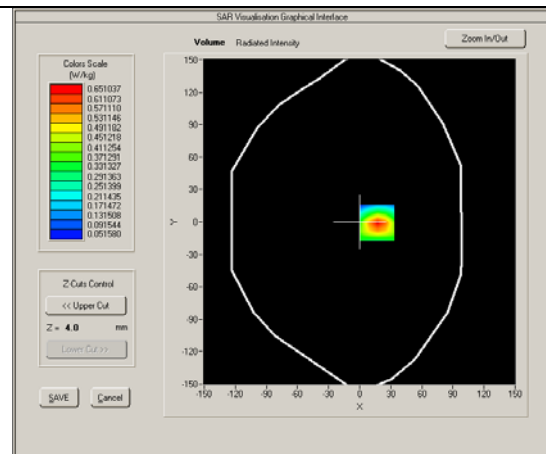 SAR Visualisation Graphical Interface
Volume Radiated Intensity
Zoom In/Out
Colors Scale
(W/kg)
0.651037
0.611073
0.571110
0.531146
0.491182
0.451218
0.411254
0.371291
0.331327
0.291363
0.251399
0.211435
0.171472
0.131508
0.091544
0.051580
Z-Cuts Control
<< Upper Cut
Z = 4.0 mm
Lower Cut >>
SAVE Cancel
150
120
90
60
30
0
-30
-60
-90
-120
-150
Y
-150 -120 -90 -60 -30 0 30 60 90 120 150
X